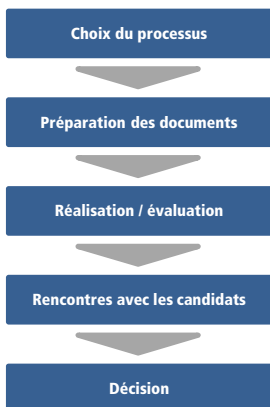 Choix du processus
Préparation des documents
Réalisation / évaluation
Rencontres avec les candidats
Décision